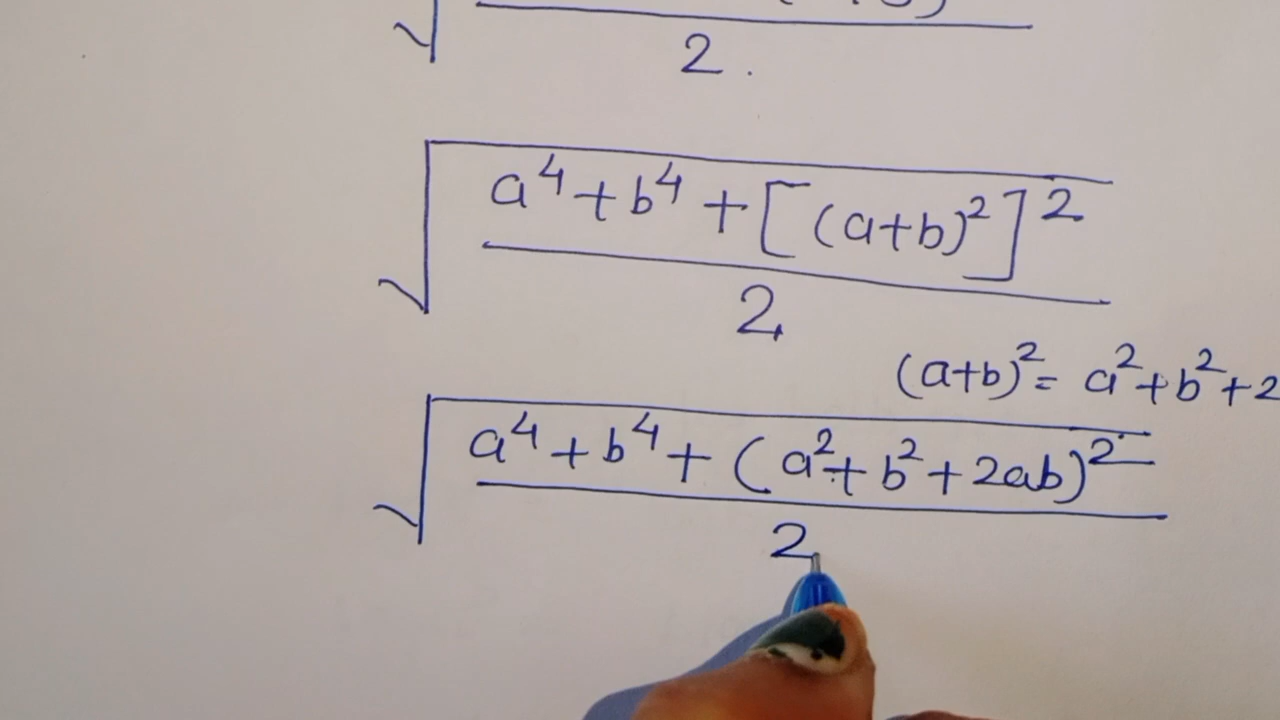 2.
√((a⁴+b⁴+[(a+b)²]²)/2)
(a+b)²= a²+b²+2
√((a⁴+b⁴+(a²+b²+2ab)²)/2)